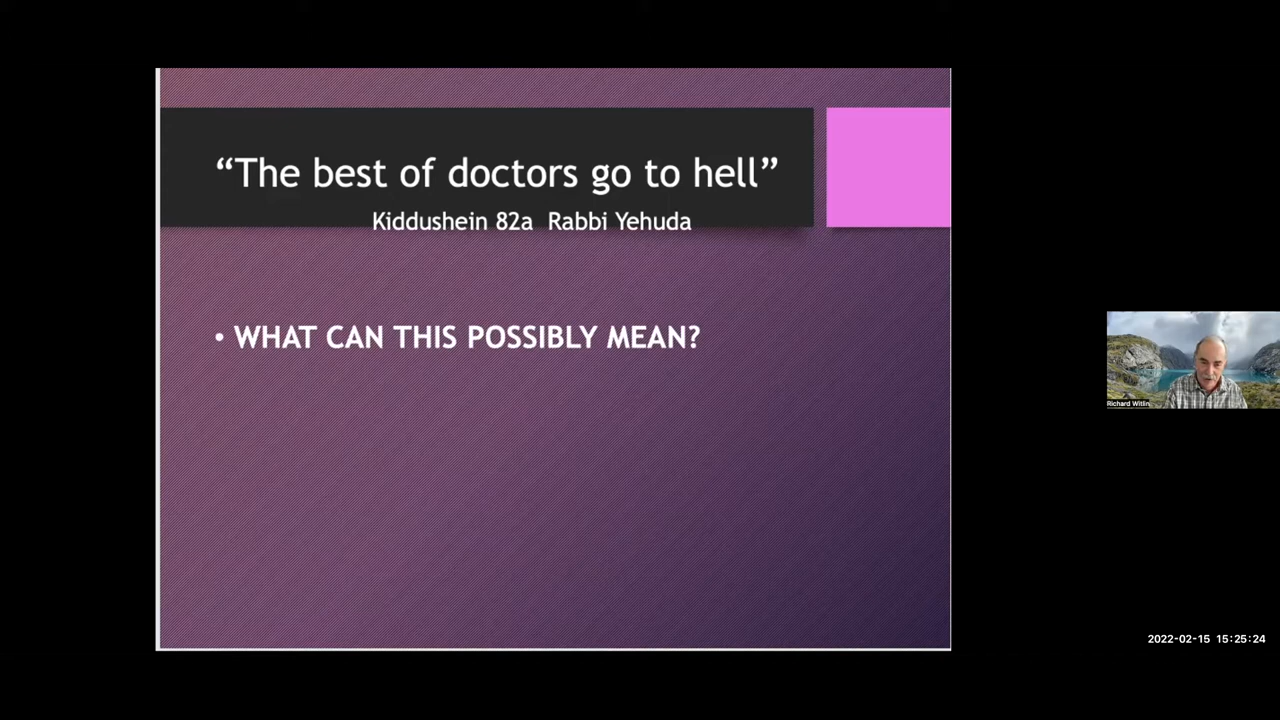 “The best of doctors go to hell”
Kiddushein 82a Rabbi Yehuda
• WHAT CAN THIS POSSIBLY MEAN?
Richard Witlin
2022-02-15 15:25:24